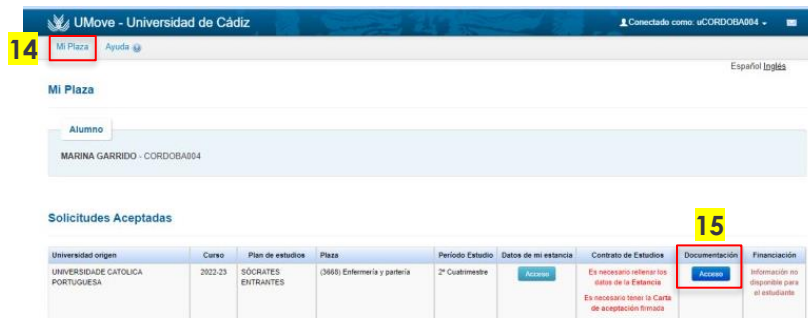 UMove - Universidad de Cádiz
Conectado como: uCORDOBA004
14
Mi Plaza Ayuda
Español Inglés
Mi Plaza
Alumno
MARINA GARRIDO - CORDOBA004
Solicitudes Aceptadas
15
Universidad origen Curso Plan de estudios Plaza Período Estudio Datos de mi estancia Contrato de Estudios Documentación Financiación
UNIVERSIDADE CATOLICA 2022-23 SÓCRATES (3668) Enfermería y partería 2º Cuatrimestre Acceso Es necesario rellenar los Acceso Información no
PORTUGUESA ENTRANTES datos de la Estancia disponible para
el estudiante
Es necesario tener la Carta
de aceptación firmada